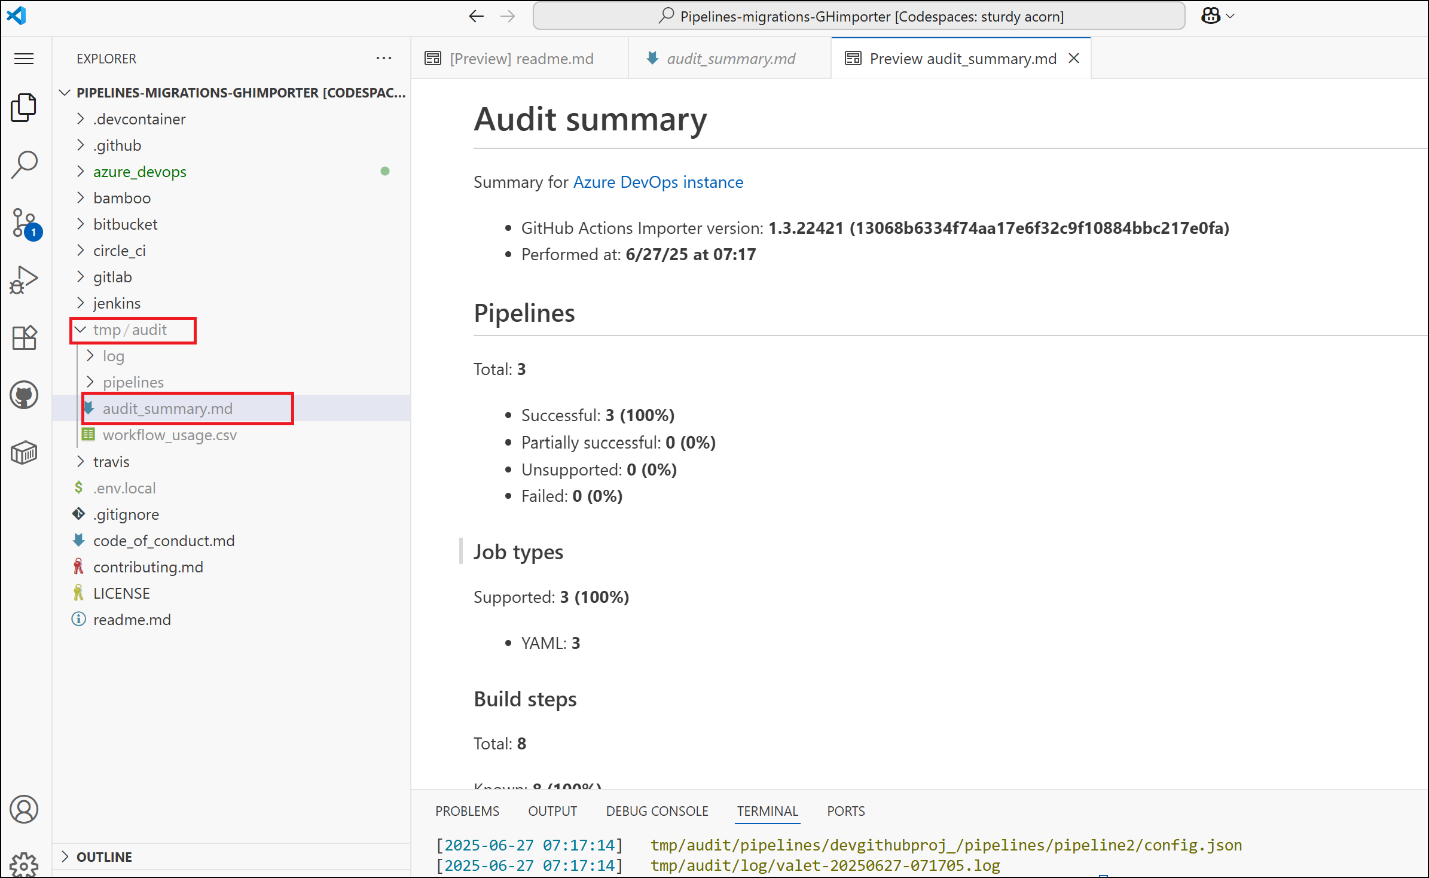 Pipelines-migrations-GHimporter [Codespaces: sturdy acorn]
EXPLORER
PIPELINES-MIGRATIONS-GHIMPORTER [CODESPAC...
.devcontainer
.github
azure_devops
bamboo
bitbucket
circle_ci
gitlab
jenkins
tmp/audit
log
pipelines
audit_summary.md
workflow_usage.csv
travis
.env.local
.gitignore
code_of_conduct.md
contributing.md
LICENSE
readme.md
OUTLINE
1
[Preview] readme.md
audit_summary.md
Preview audit_summary.md
Audit summary
Summary for Azure DevOps instance
GitHub Actions Importer version: 1.3.22421 (13068b6334f74aa17e6f32c9f10884bbc217e0fa)
Performed at: 6/27/25 at 07:17
Pipelines
Total: 3
Successful: 3 (100%)
Partially successful: 0 (0%)
Unsupported: 0 (0%)
Failed: 0 (0%)
Job types
Supported: 3 (100%)
YAML: 3
Build steps
Total: 8
Known: 8 (100%)
PROBLEMS OUTPUT DEBUG CONSOLE TERMINAL PORTS
[2025-06-27 07:17:14] tmp/audit/pipelines/devgithubproj_/pipelines/pipeline2/config.json
[2025-06-27 07:17:14] tmp/audit/log/valet-20250627-071705.log